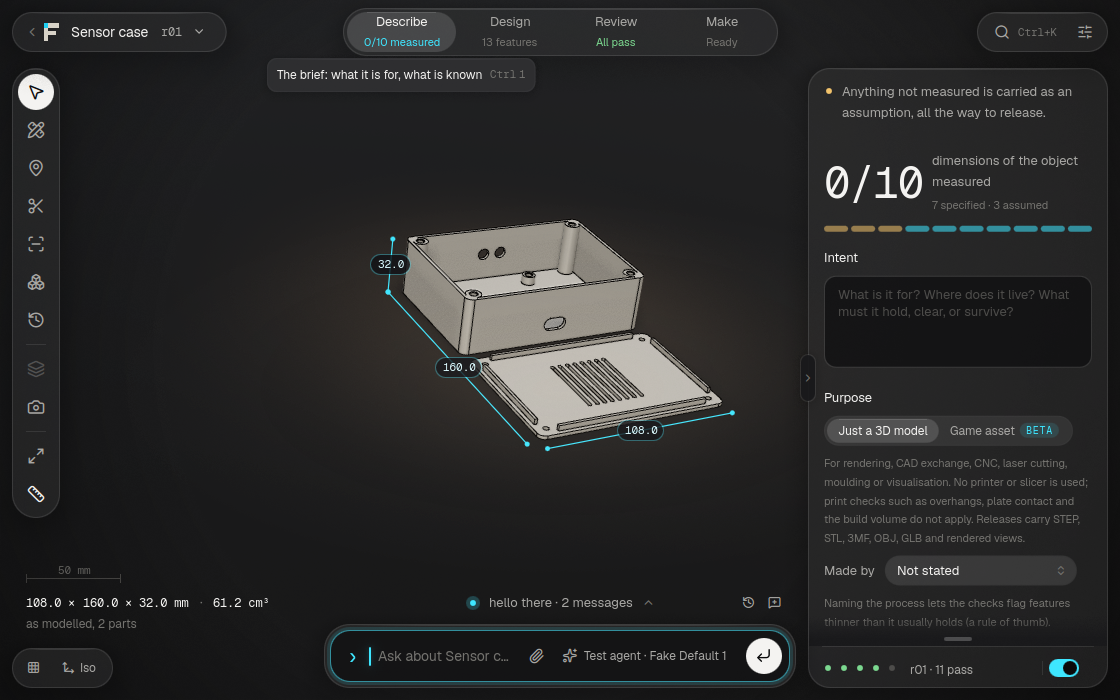 Sensor case r01
Describe
0/10 measured
Design
13 features
Review
All pass
Make
Ready
Ctrl+K
The brief: what it is for, what is known Ctrl 1
Anything not measured is carried as an
assumption, all the way to release.
0/10
dimensions of the object
measured
7 specified · 3 assumed
Intent
What is it for? Where does it live? What
must it hold, clear, or survive?
Purpose
Just a 3D model
Game asset BETA
For rendering, CAD exchange, CNC, laser cutting,
moulding or visualisation. No printer or slicer is used;
print checks such as overhangs, plate contact and
the build volume do not apply. Releases carry STEP,
STL, 3MF, OBJ, GLB and rendered views.
Made by Not stated
Naming the process lets the checks flag features
thinner than it usually holds (a rule of thumb).
r01 · 11 pass
32.0
160.0
108.0
50 mm
108.0 × 160.0 × 32.0 mm · 61.2 cm³
as modelled, 2 parts
Iso
hello there · 2 messages
Ask about Sensor c...
Test agent · Fake Default 1